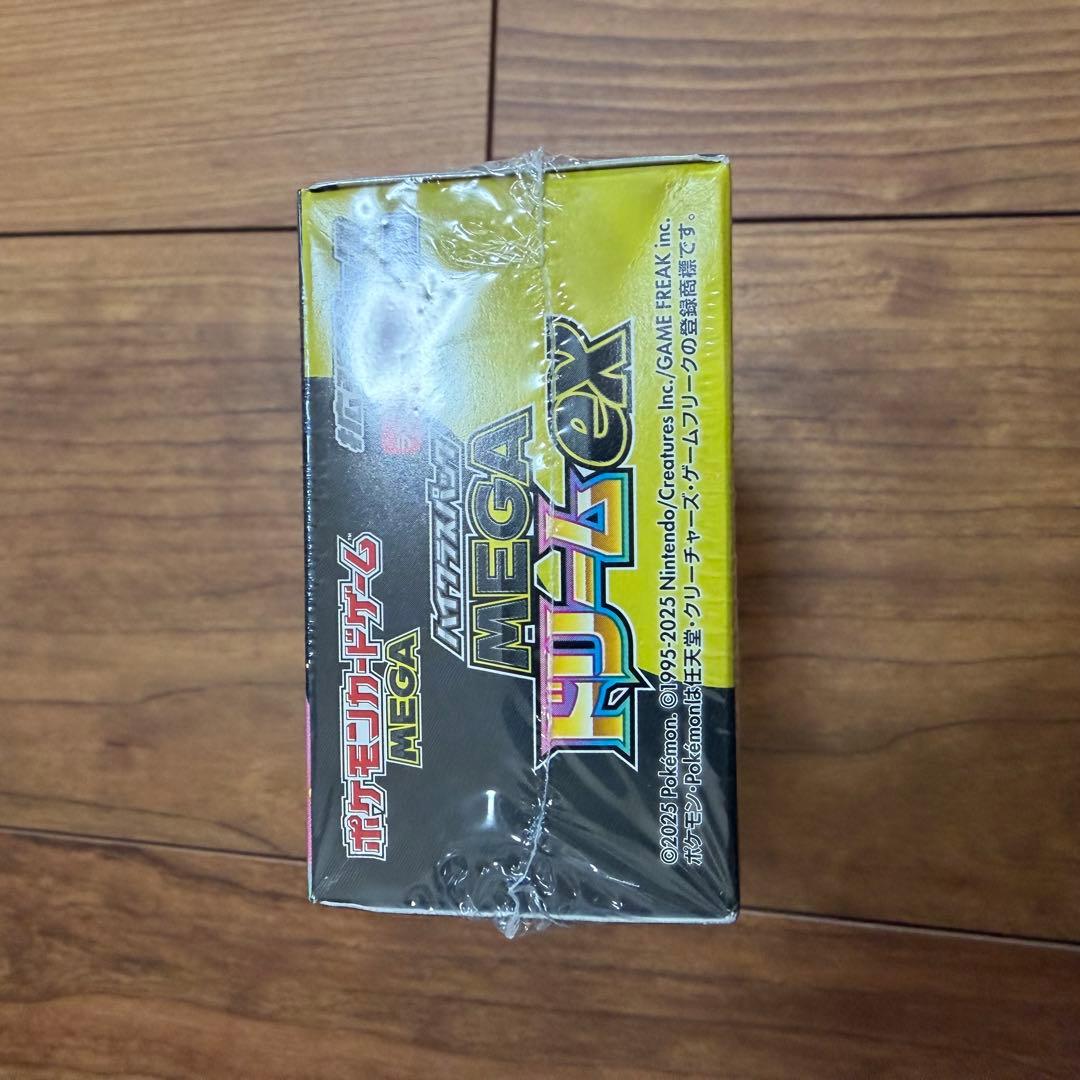 ポケモンカードゲーム
MEGA
ハイクラスパック
MEGA
ドリームex
©2025 Pokémon. ©1995-2025 Nintendo/Creatures Inc./GAME FREAK inc.
ポケモン・Pokémonは任天堂・クリーチャーズ・ゲームフリークの登録商標です。